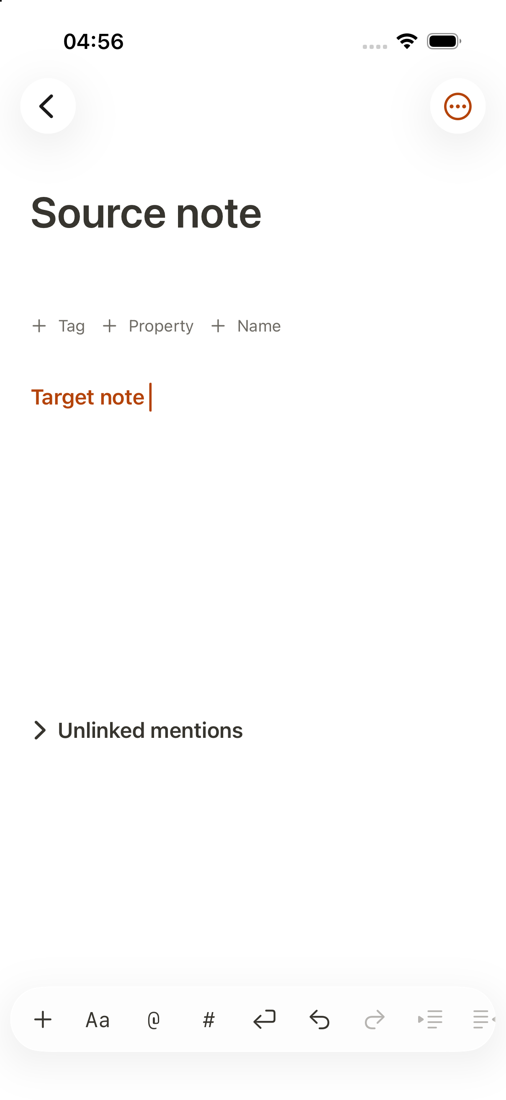 04:56
Source note
+ Tag + Property + Name
Target note
Unlinked mentions
+ Aa @ #